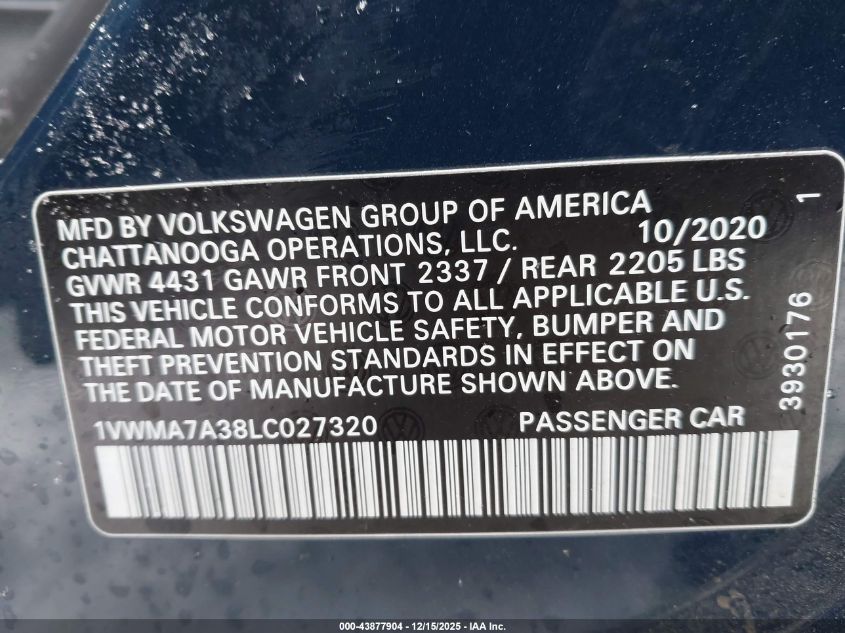 MFD BY VOLKSWAGEN GROUP OF AMERICA
CHATTANOOGA OPERATIONS, LLC. 10/2020
GVWR 4431 GAWR FRONT 2337 / REAR 2205 LBS
THIS VEHICLE CONFORMS TO ALL APPLICABLE U.S.
FEDERAL MOTOR VEHICLE SAFETY, BUMPER AND
THEFT PREVENTION STANDARDS IN EFFECT ON
THE DATE OF MANUFACTURE SHOWN ABOVE.
1VWMA7A38LC027320 PASSENGER CAR
3930176 1
000-43877904 - 12/15/2025 - IAA Inc.